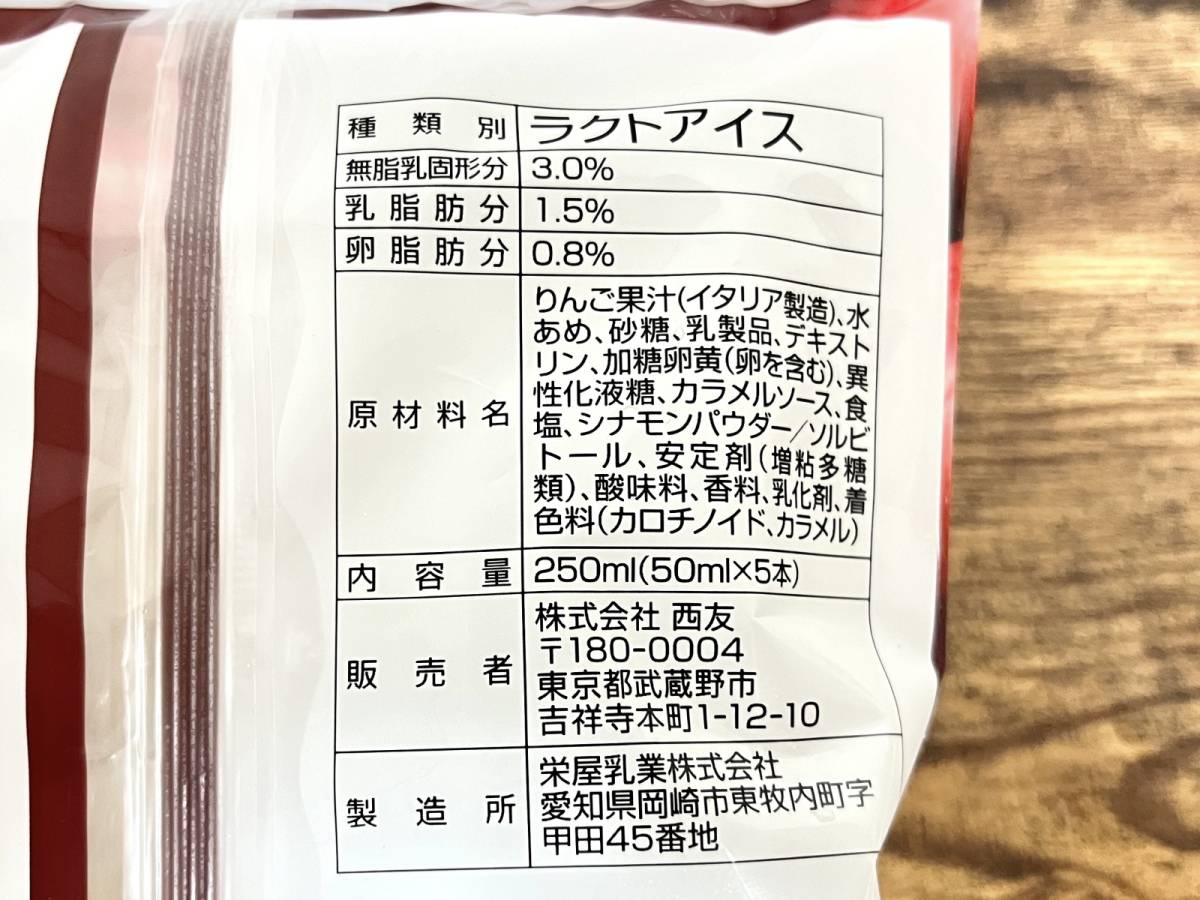 種類別 ラクトアイス
無脂乳固形分 3.0%
乳脂肪分 1.5%
卵脂肪分 0.8%
原材料名 りんご果汁(イタリア製造)、水
あめ、砂糖、乳製品、デキスト
リン、加糖卵黄(卵を含む)、異
性化液糖、カラメルソース、食
塩、シナモンパウダー/ソルビ
トール、安定剤(増粘多糖
類)、酸味料、香料、乳化剤、着
色料(カロチノイド、カラメル)
内容量 250ml(50ml×5本)
販売者 株式会社 西友
〒180-0004
東京都武蔵野市
吉祥寺本町1-12-10
製造所 栄屋乳業株式会社
愛知県岡崎市東牧内町字
甲田45番地